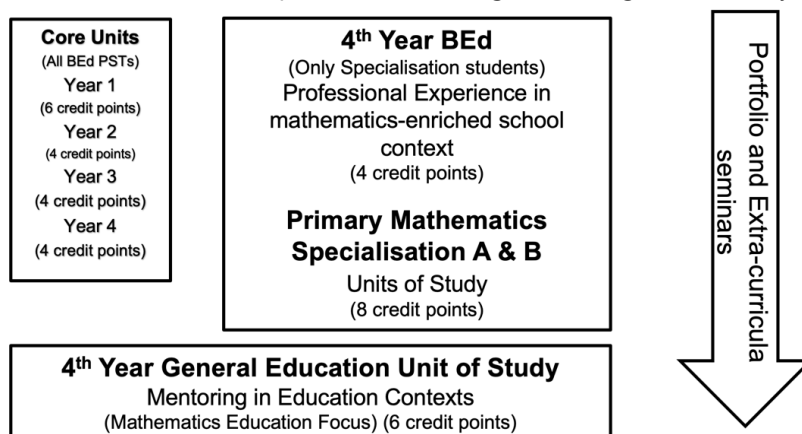 Core Units
(All BEd PSTs)
Year 1
(6 credit points)
Year 2
(4 credit points)
Year 3
(4 credit points)
Year 4
(4 credit points)
4th Year BEd
(Only Specialisation students)
Professional Experience in
mathematics-enriched school
context
(4 credit points)
Primary Mathematics
Specialisation A & B
Units of Study
(8 credit points)
Portfolio and Extra-curricula
seminars
4th Year General Education Unit of Study
Mentoring in Education Contexts
(Mathematics Education Focus) (6 credit points)